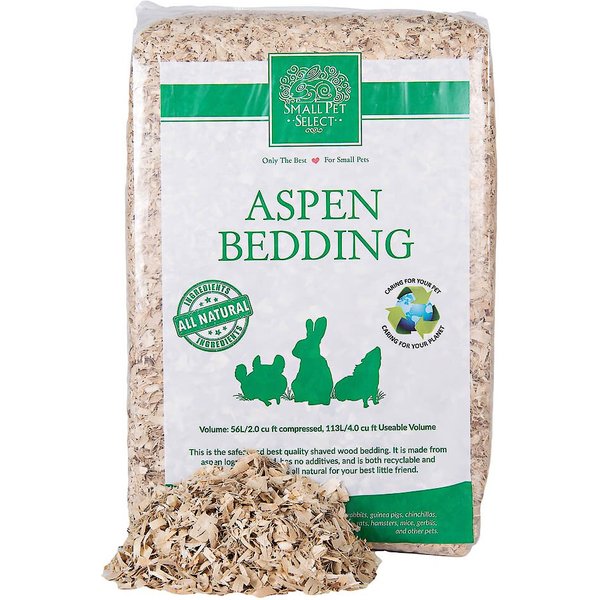 SMALL PET
SELECT
Only The Best For Small Pets
ASPEN
BEDDING
INGREDIENTS
ALL NATURAL
INGREDIENTS
CARING FOR YOUR PET
CARING FOR YOUR PLANET
Volume: 56L/2.0 cu ft compressed, 113L/4.0 cu ft Useable Volume
This is the safest and best quality shaved wood bedding. It is made from
aspen has no additives, and is both recyclable and
all natural for your best little friend.
rabbits, guinea pigs, chinchillas,
rats, hamsters, mice, gerbils,
and other pets.